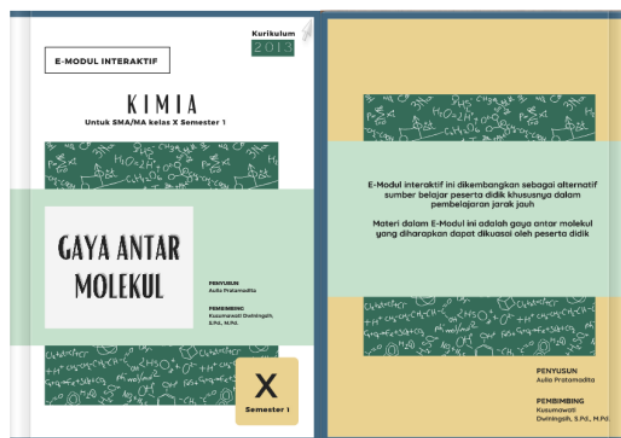 Kurikulum
2013
E-MODUL INTERAKTIF
KIMIA
Untuk SMA/MA kelas X Semester 1
GAYA ANTAR
MOLEKUL
PENYUSUN
Aulia Pratamadita
PEMBIMBING
Kusumawati Dwiningsih,
S.Pd., M.Pd.
X
Semester 1
E-Modul interaktif ini dikembangkan sebagai alternatif
sumber belajar peserta didik khususnya dalam
pembelajaran jarak jauh
Materi dalam E-Modul ini adalah gaya antar molekul
yang diharapkan dapat dikuasai oleh peserta didik
PENYUSUN
Aulia Pratamadita
PEMBIMBING
Kusumawati
Dwiningsih, S.Pd., M.Pd.